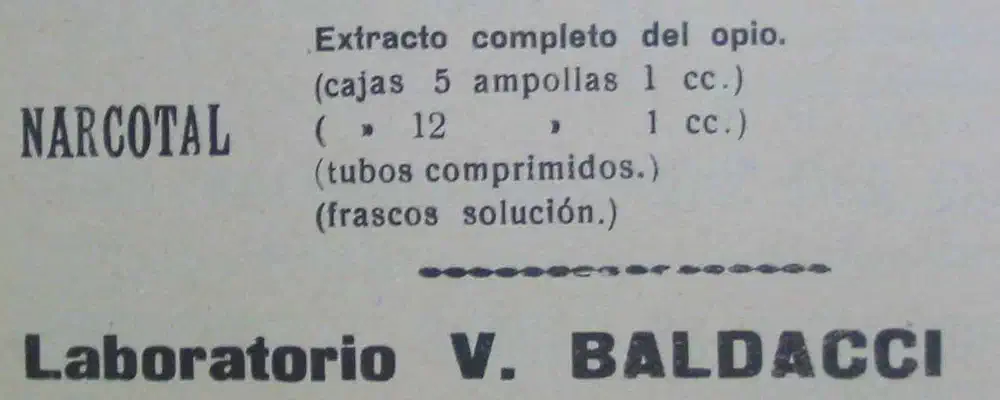 NARCOTAL
Extracto completo del opio.
(cajas 5 ampollas 1 cc.)
( » 12 » 1 cc.)
(tubos comprimidos.)
(frascos solución.)
Laboratorio V. BALDACCI